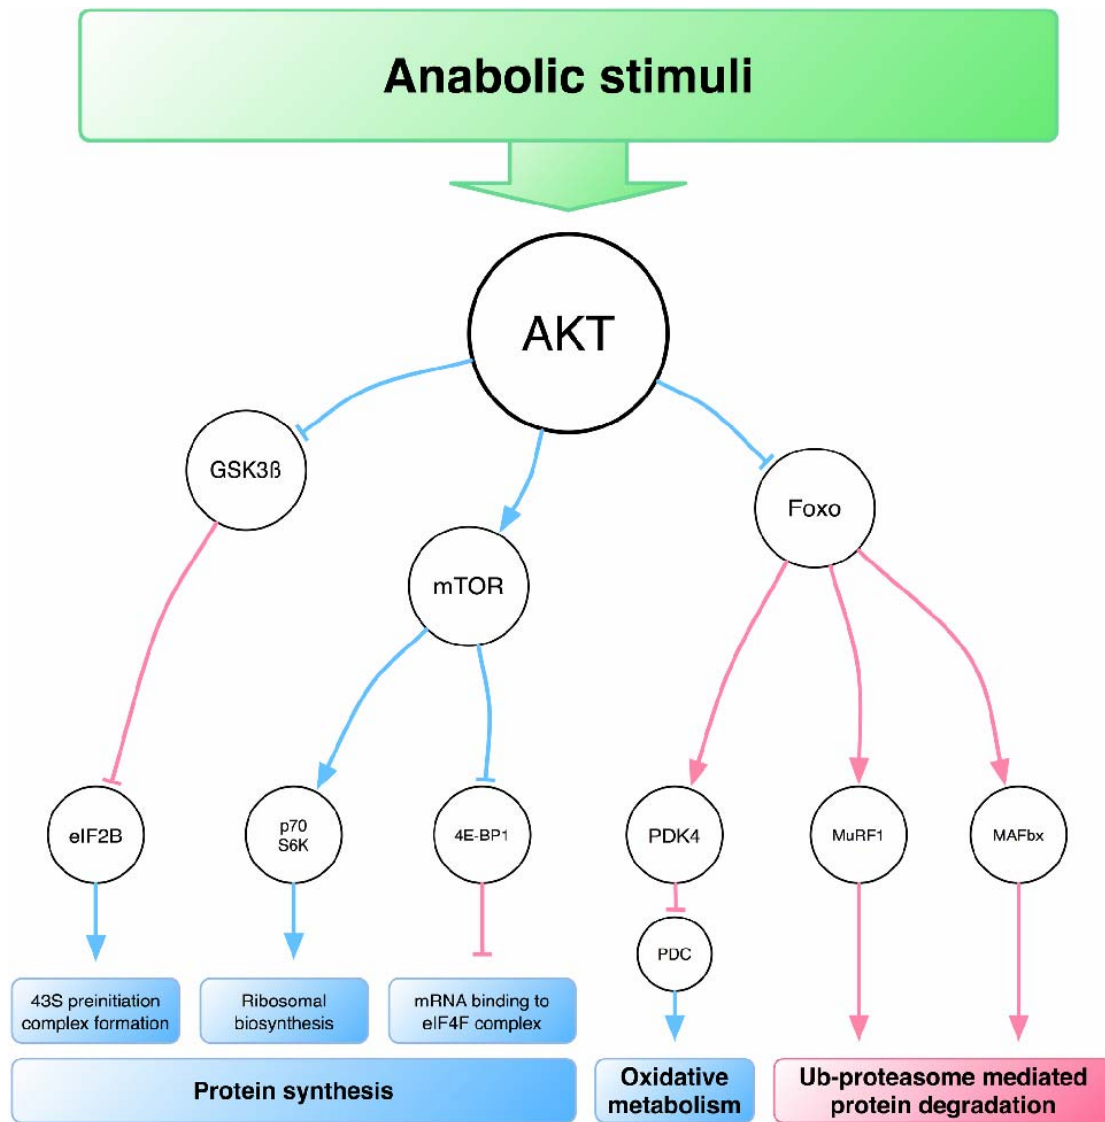 Anabolic stimuli
AKT
GSK3ß
Foxo
mTOR
eIF2B
p70
S6K
4E-BP1
PDK4
MuRF1
MAFbx
PDC
43S preinitiation
complex formation
Ribosomal
biosynthesis
mRNA binding to
eIF4F complex
Protein synthesis
Oxidative
metabolism
Ub-proteasome mediated
protein degradation